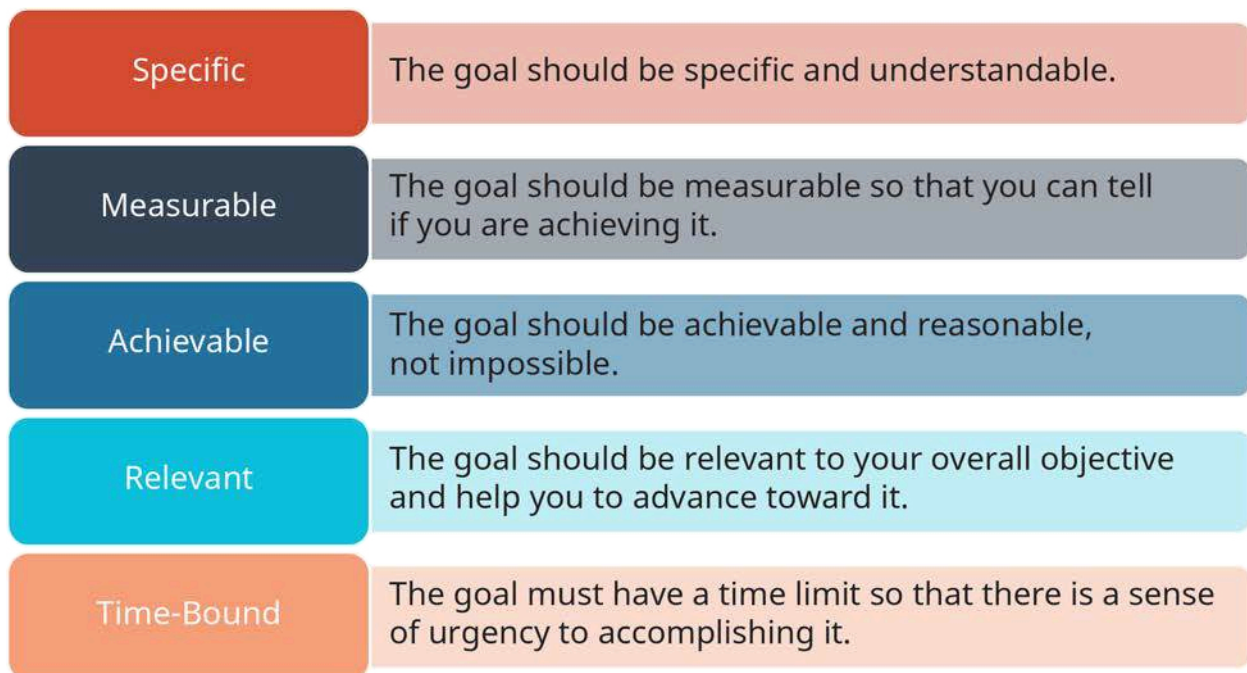 Specific
The goal should be specific and understandable.
Measurable
The goal should be measurable so that you can tell
if you are achieving it.
Achievable
The goal should be achievable and reasonable,
not impossible.
Relevant
The goal should be relevant to your overall objective
and help you to advance toward it.
Time-Bound
The goal must have a time limit so that there is a sense
of urgency to accomplishing it.